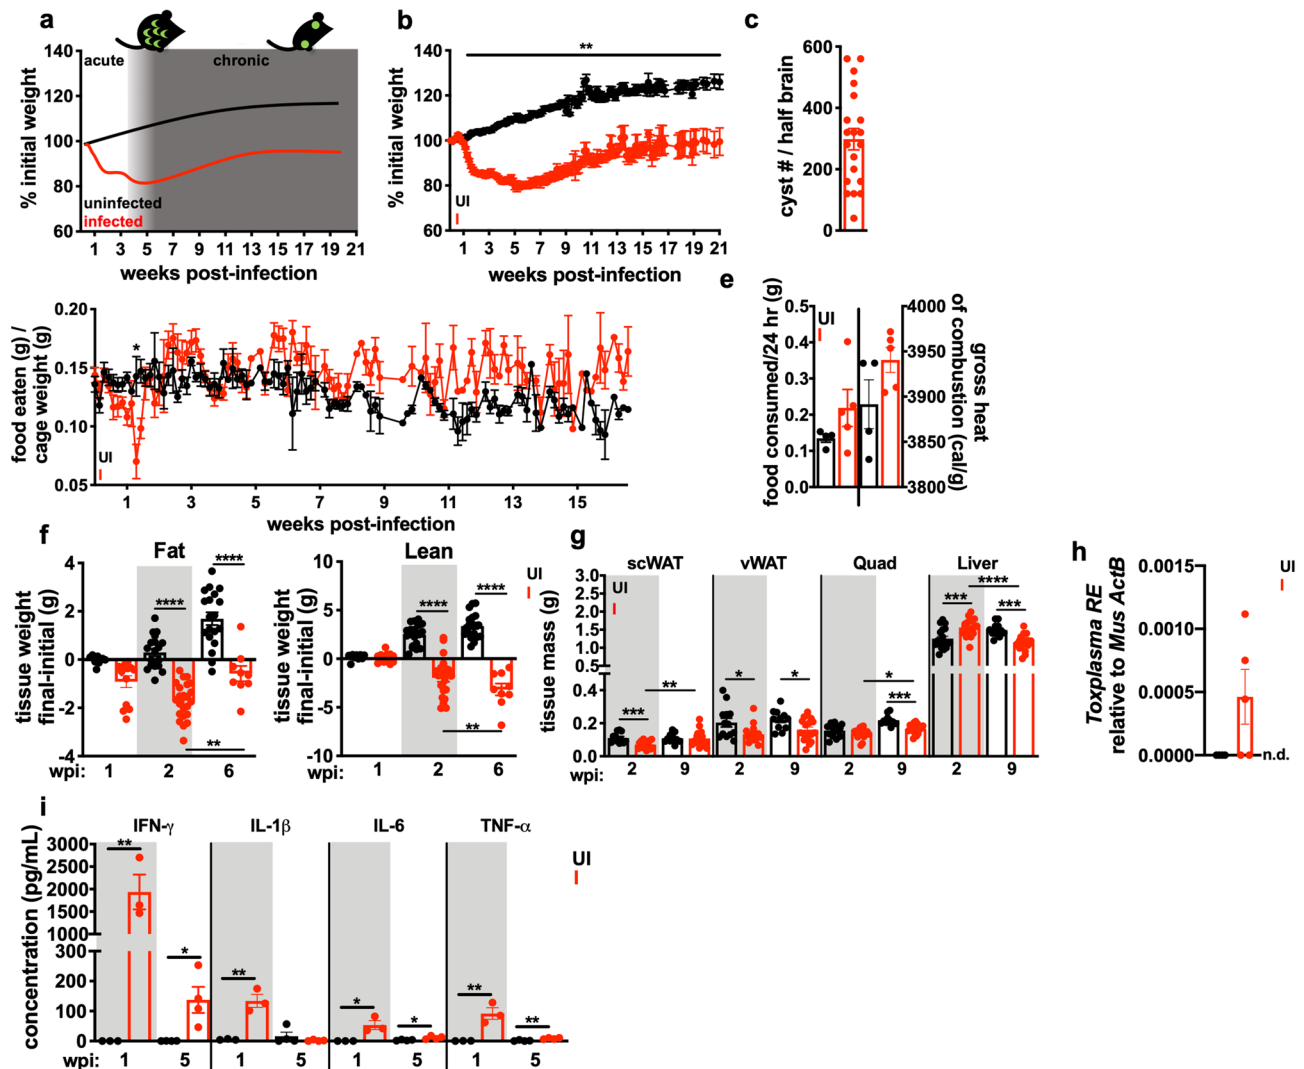 a
acute
chronic
% initial weight
140
120
100
80
60
uninfected
infected
1 3 5 7 9 11 13 15 17 19 21
weeks post-infection
b
**
% initial weight
140
120
100
80
60
UI
I
1 3 5 7 9 11 13 15 17 19 21
weeks post-infection
c
cyst # / half brain
600
400
200
0
food eaten (g) /
cage weight (g)
0.20
0.15
0.10
0.05
*
UI
I
1 3 5 7 9 11 13 15
weeks post-infection
e
food consumed/24 hr (g)
0.5
0.4
0.3
0.2
0.1
0.0
UI
I
4000
3950
3900
3850
3800
gross heat
of combustion (cal/g)
f
Fat
tissue weight
final-initial (g)
4
2
0
-2
-4
****
****
**
wpi: 1 2 6
Lean
tissue weight
final-initial (g)
10
5
0
-5
-10
****
****
**
UI
I
wpi: 1 2 6
g
scWAT vWAT Quad Liver
tissue mass (g)
3.0
2.5
2.0
1.5
1.0
0.5
0.4
0.2
0.0
UI
I
***
**
*
*
*
***
***
****
***
wpi: 2 9 2 9 2 9 2 9
h
Toxplasma RE
relative to Mus ActB
0.0015
0.0010
0.0005
0.0000
n.d.
UI
I
i
IFN-γ IL-1β IL-6 TNF-α
concentration (pg/mL)
3000
2500
2000
1500
1000
300
200
100
0
**
*
**
*
*
**
**
UI
I
wpi: 1 5 1 5 1 5 1 5